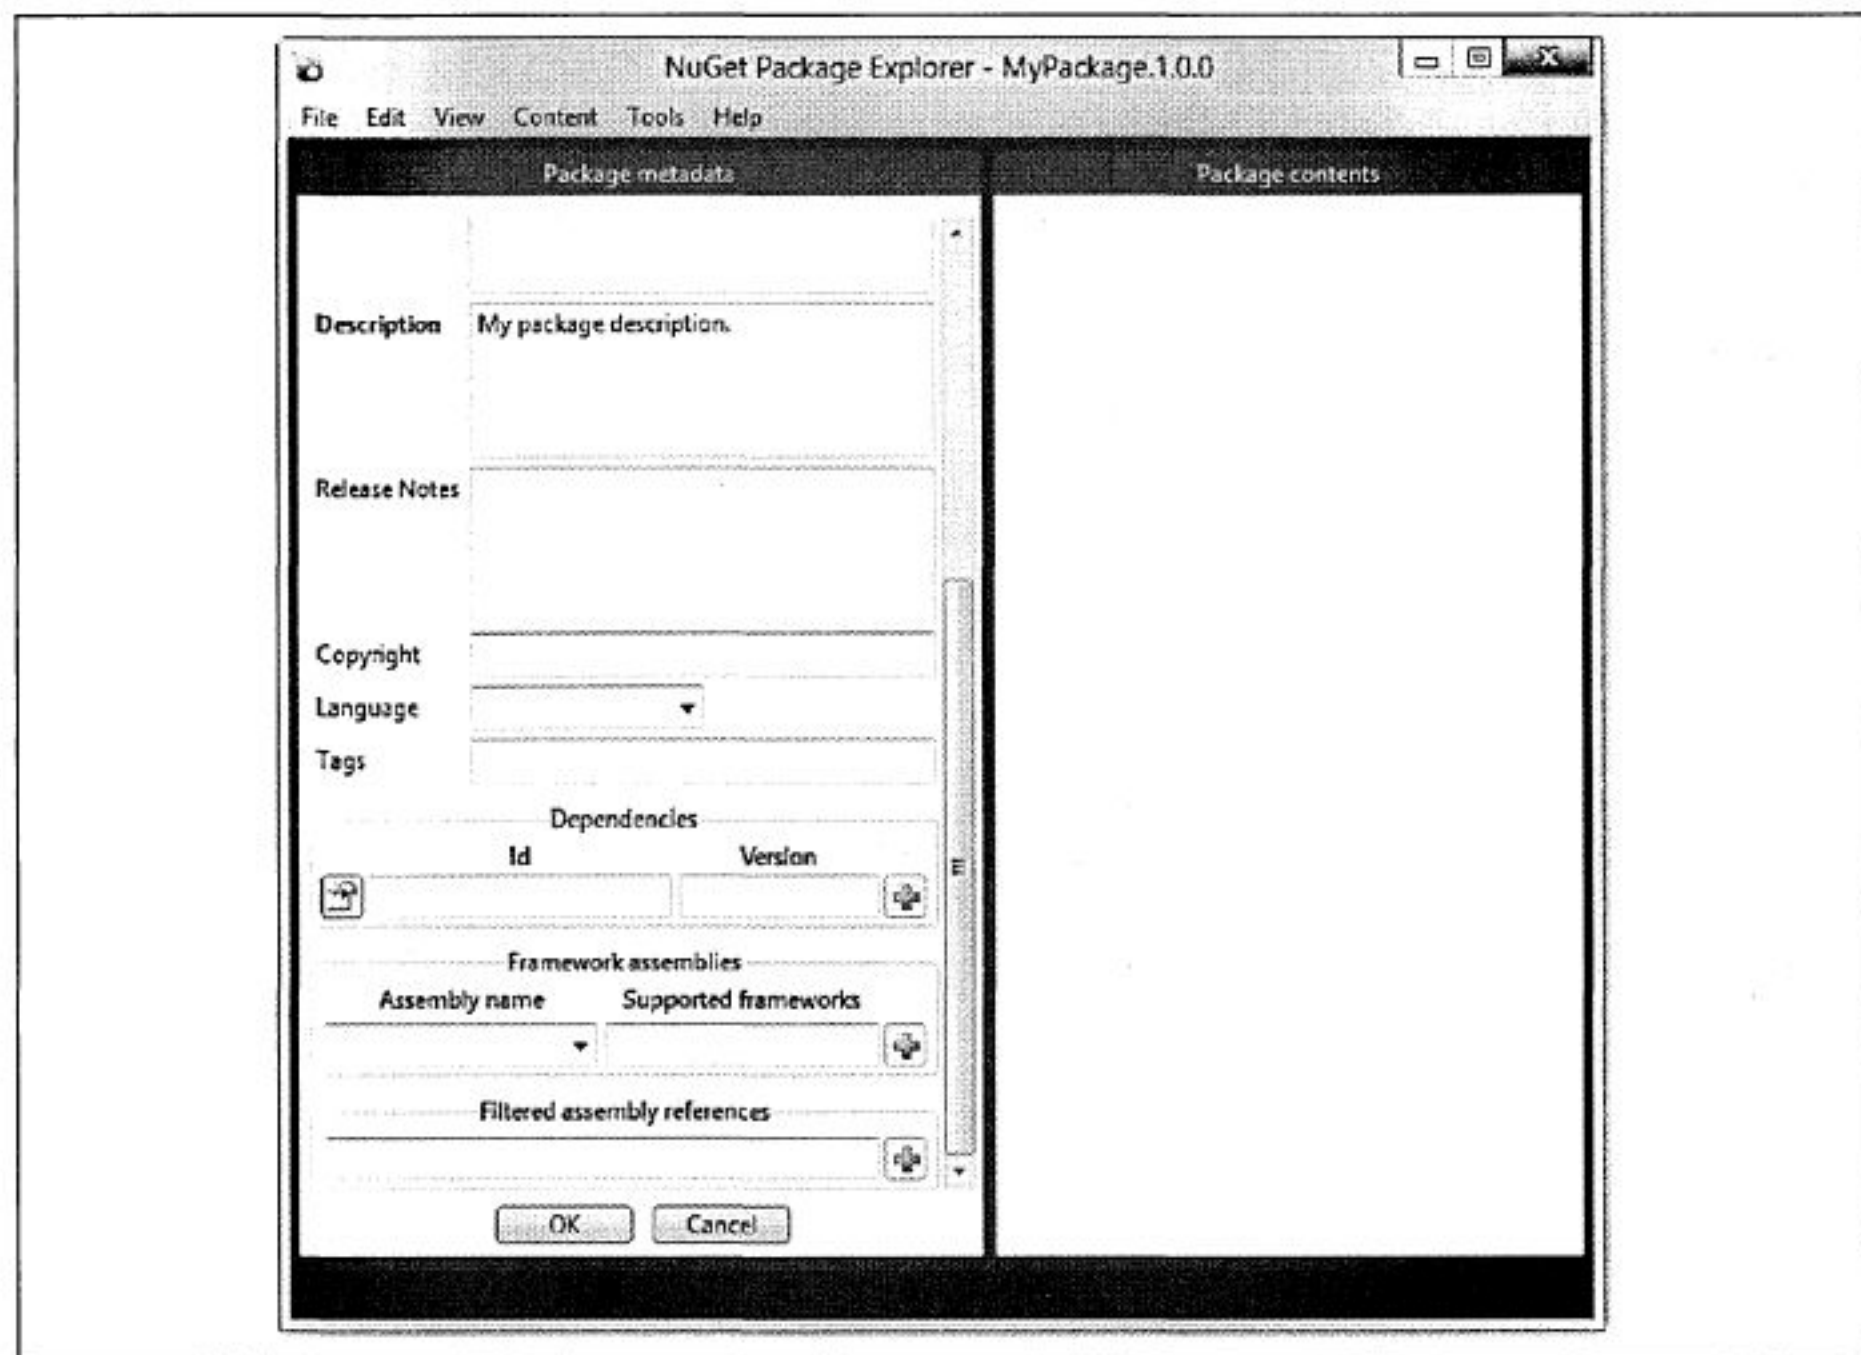 NuGet Package Explorer - MyPackage.1.0.0
File Edit View Content Tools Help
Package metadata
Package contents
Description My package description.
Release Notes
Copyright
Language
Tags
Dependencies
Id Version
Framework assemblies
Assembly name Supported frameworks
Filtered assembly references
OK Cancel